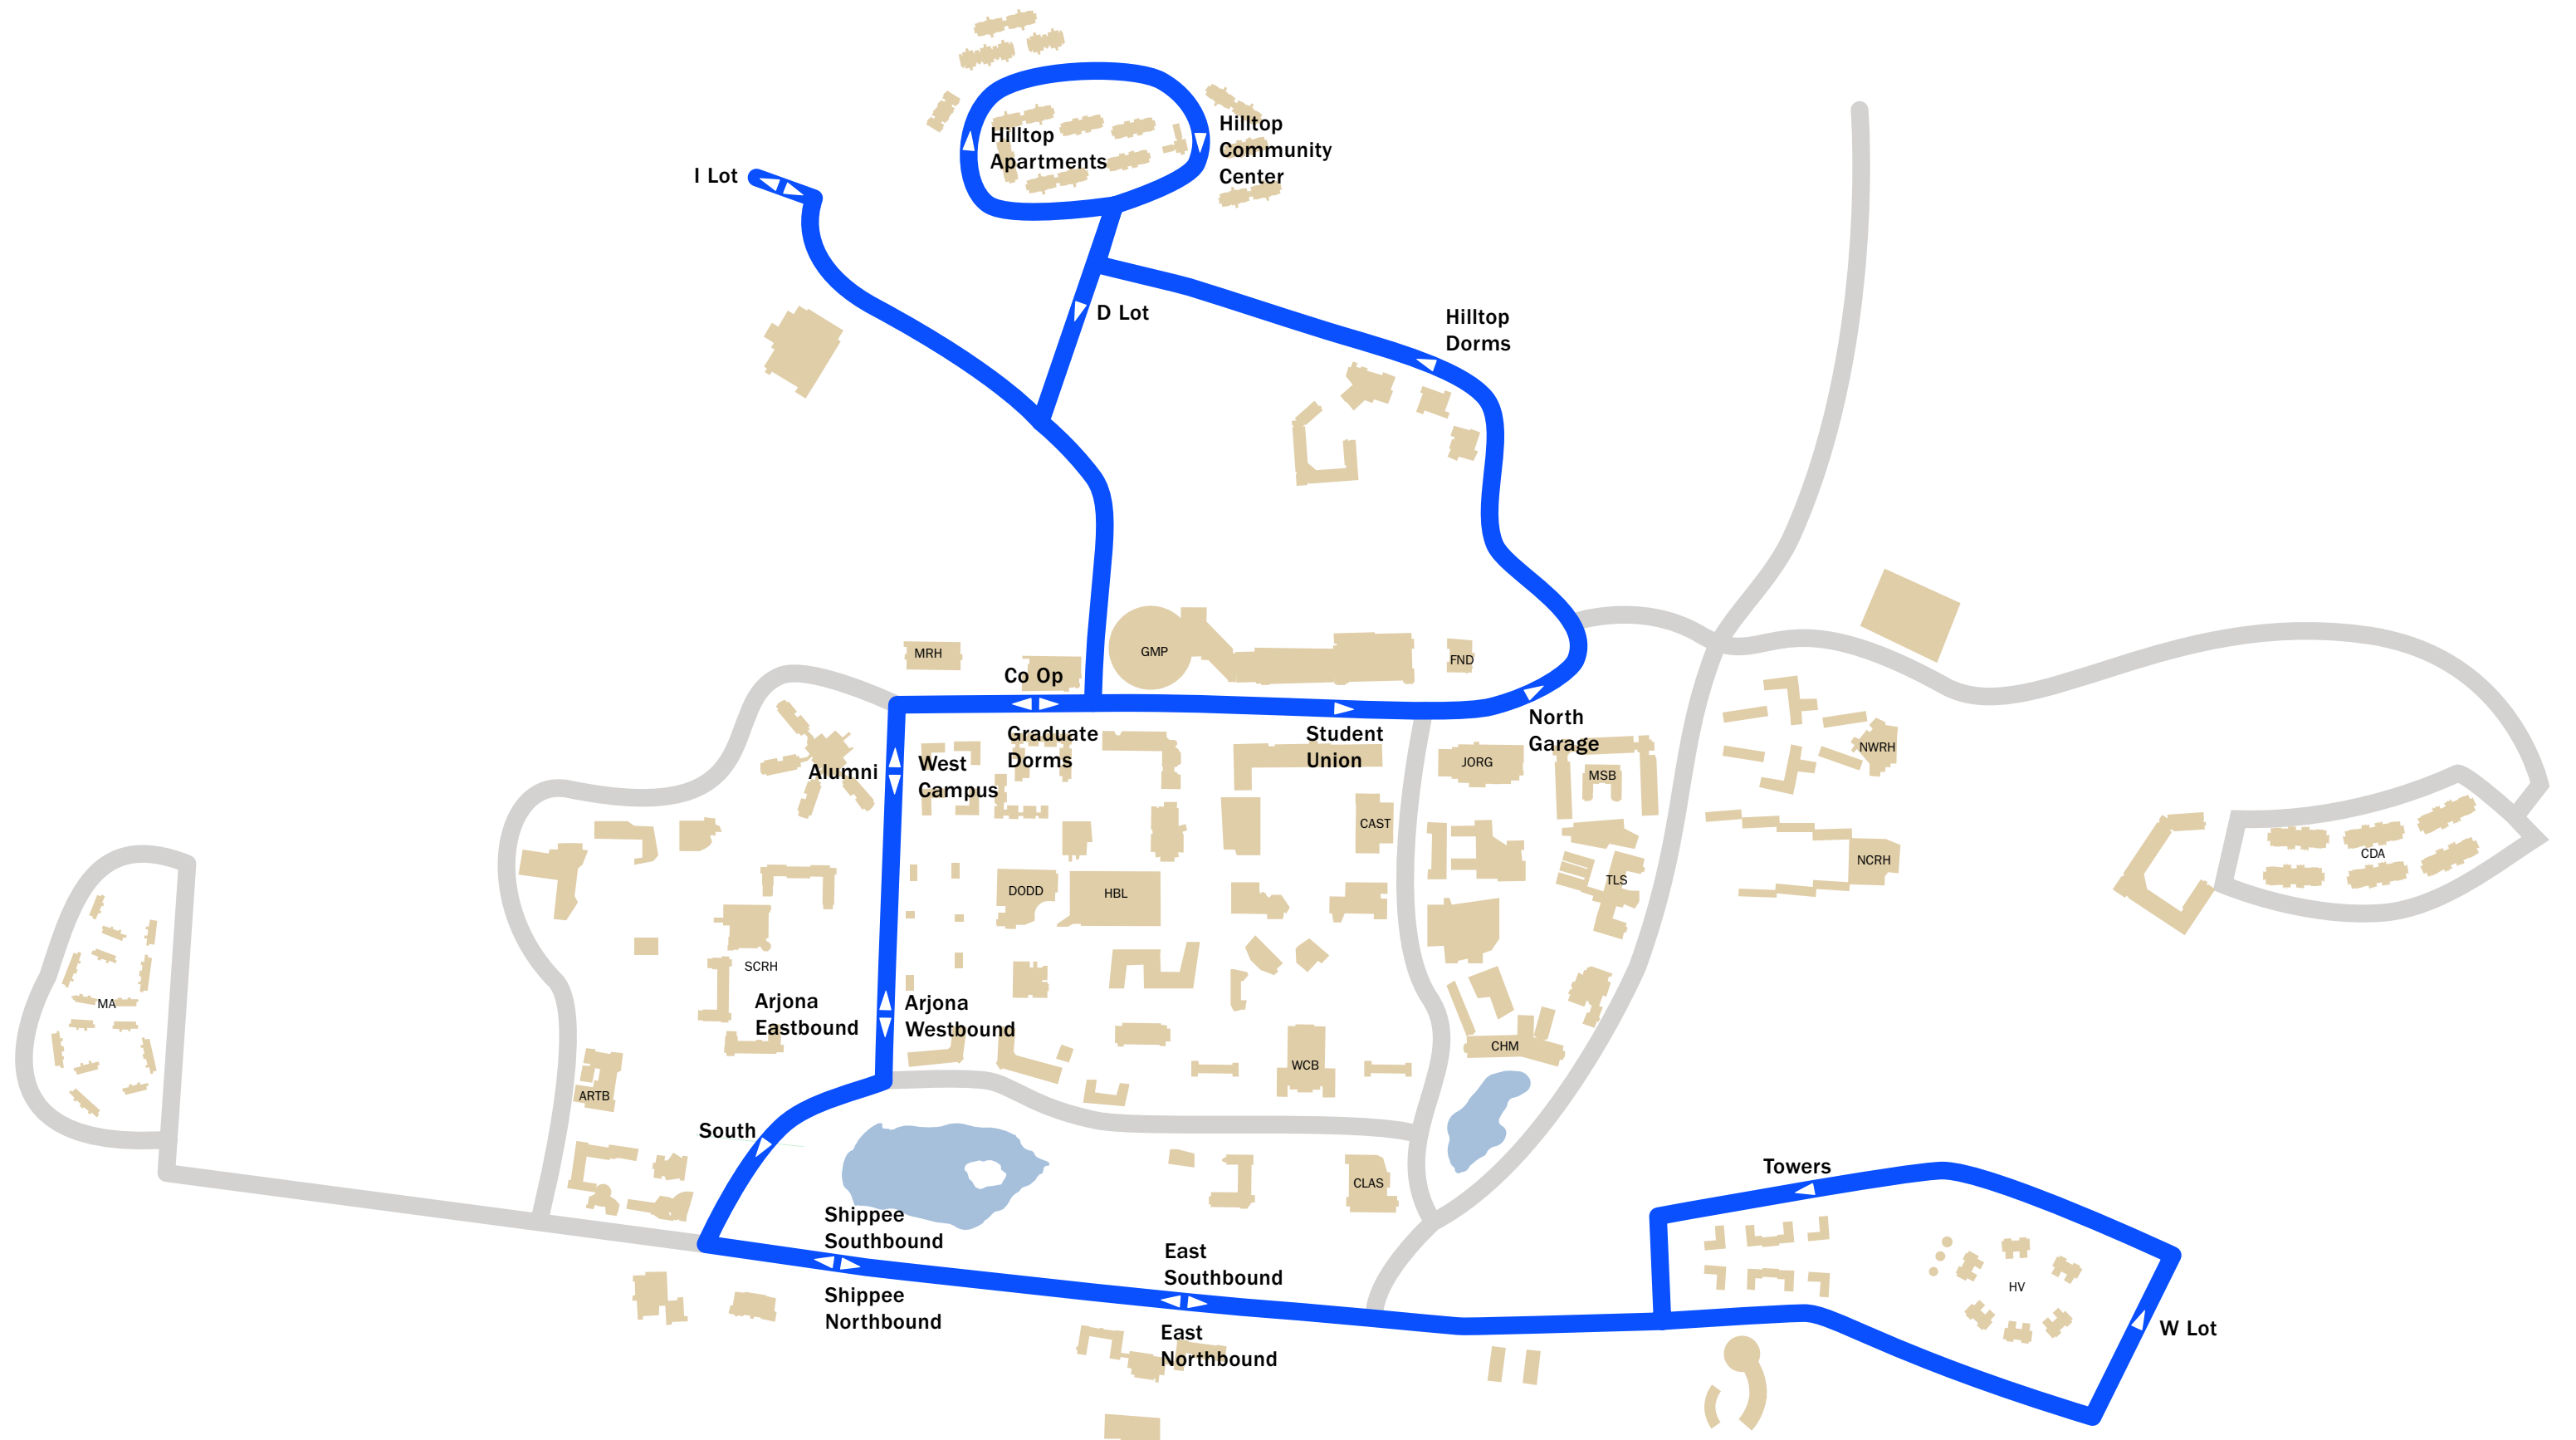 Hilltop
Apartments
Hilltop
Community
Center
I Lot
D Lot
Hilltop
Dorms
MRH
GMP
FND
Co Op
Graduate
Dorms
Student
Union
North
Garage
Alumni
West
Campus
JORG
MSB
NWRH
CAST
CDA
NCRH
TLS
DODD
HBL
SCRH
MA
Arjona
Eastbound
Arjona
Westbound
CHM
WCB
ARTB
South
Towers
CLAS
Shippee
Southbound
East
Southbound
HV
Shippee
Northbound
W Lot
East
Northbound